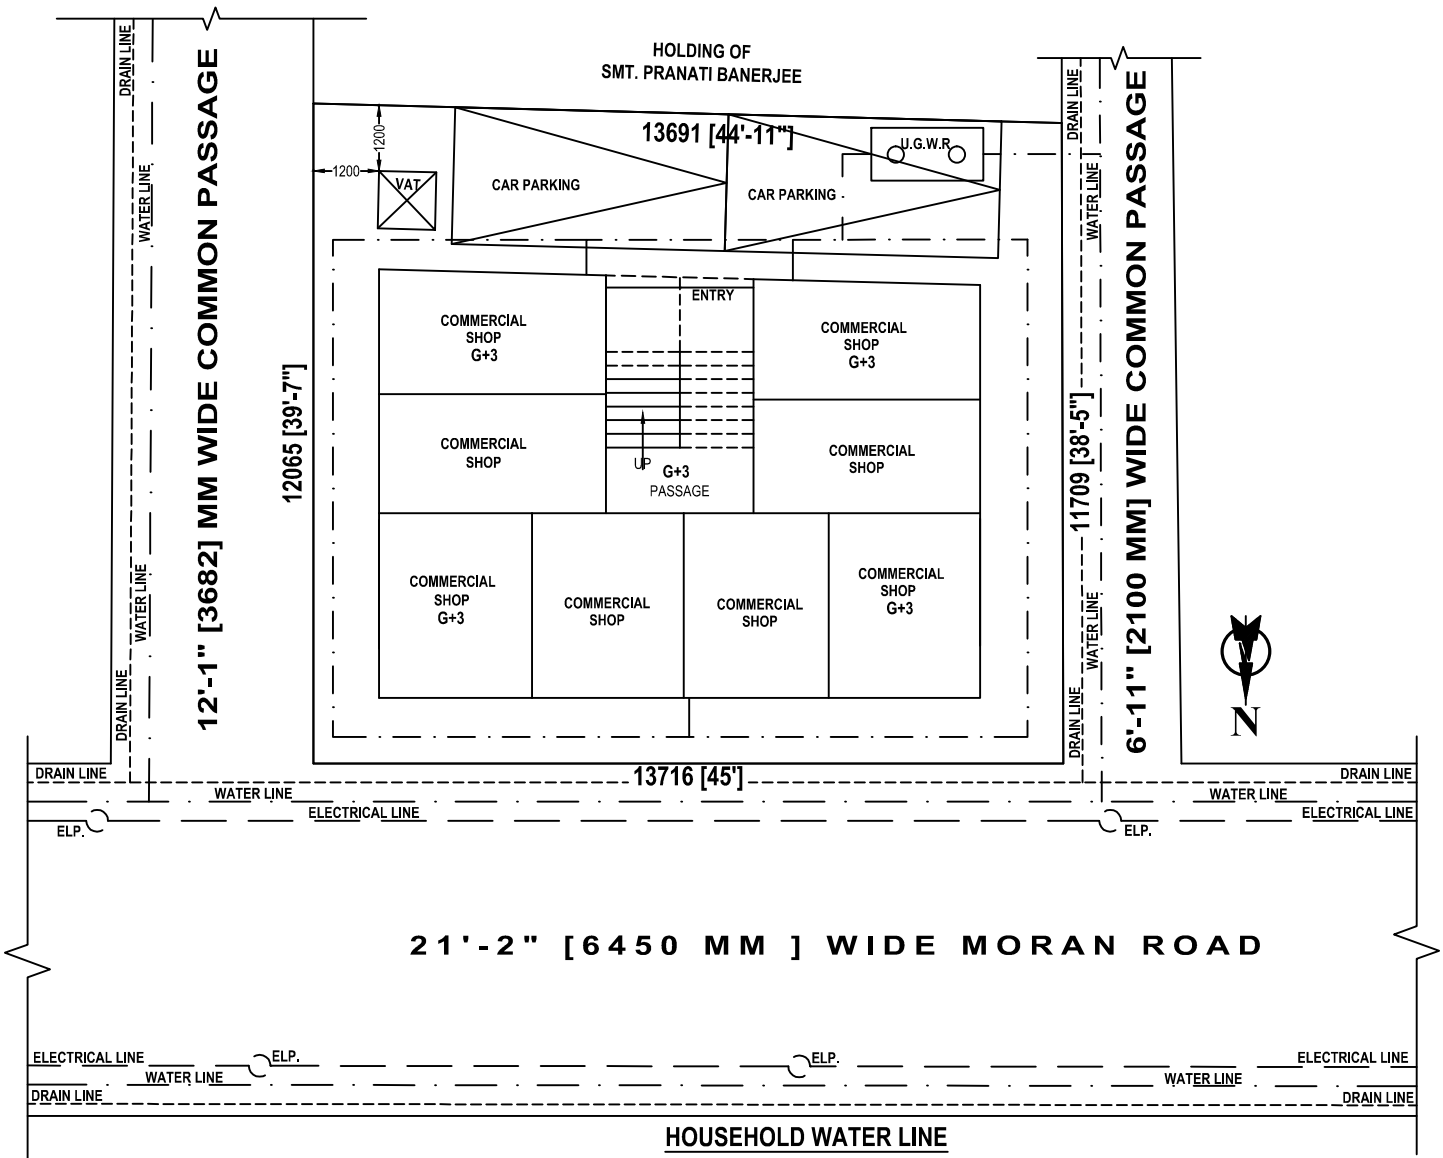 HOLDING OF
SMT. PRANATI BANERJEE
DRAIN LINE
WATER LINE
12'-1" [3682] MM WIDE COMMON PASSAGE
WATER LINE
DRAIN LINE
1200
1200
VAT
13691 [44'-11"]
CAR PARKING
CAR PARKING
U.G.W.R
DRAIN LINE
WATER LINE
6'-11" [2100 MM] WIDE COMMON PASSAGE
WATER LINE
DRAIN LINE
12065 [39'-7"]
11709 [38'-5"]
ENTRY
COMMERCIAL
SHOP
G+3
COMMERCIAL
SHOP
G+3
COMMERCIAL
SHOP
COMMERCIAL
SHOP
UP
G+3
PASSAGE
COMMERCIAL
SHOP
G+3
COMMERCIAL
SHOP
COMMERCIAL
SHOP
COMMERCIAL
SHOP
G+3
N
13716 [45']
DRAIN LINE
DRAIN LINE
WATER LINE
WATER LINE
ELECTRICAL LINE
ELECTRICAL LINE
ELP.
ELP.
21'-2" [6450 MM ] WIDE MORAN ROAD
ELECTRICAL LINE
ELP.
ELP.
ELECTRICAL LINE
WATER LINE
WATER LINE
DRAIN LINE
DRAIN LINE
HOUSEHOLD WATER LINE